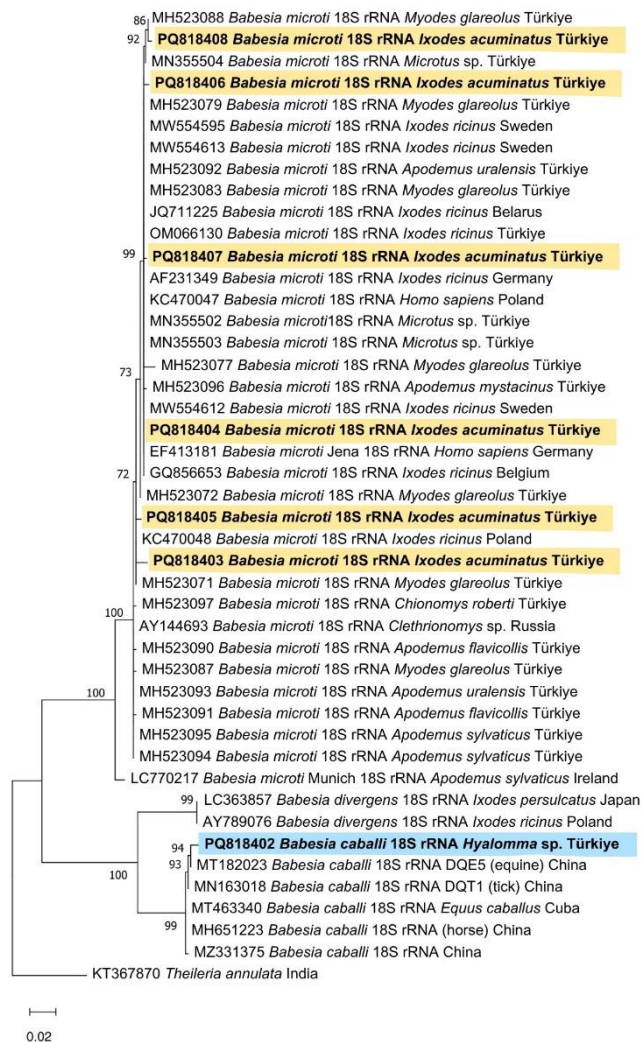 86
MH523088 Babesia microti 18S rRNA Myodes glareolus Türkiye
92
PQ818408 Babesia microti 18S rRNA Ixodes acuminatus Türkiye
MN355504 Babesia microti 18S rRNA Microtus sp. Türkiye
PQ818406 Babesia microti 18S rRNA Ixodes acuminatus Türkiye
MH523079 Babesia microti 18S rRNA Myodes glareolus Türkiye
MW554595 Babesia microti 18S rRNA Ixodes ricinus Sweden
MW554613 Babesia microti 18S rRNA Ixodes ricinus Sweden
MH523092 Babesia microti 18S rRNA Apodemus uralensis Türkiye
MH523083 Babesia microti 18S rRNA Myodes glareolus Türkiye
JQ711225 Babesia microti 18S rRNA Ixodes ricinus Belarus
OM066130 Babesia microti 18S rRNA Ixodes ricinus Türkiye
99
PQ818407 Babesia microti 18S rRNA Ixodes acuminatus Türkiye
AF231349 Babesia microti 18S rRNA Ixodes ricinus Germany
KC470047 Babesia microti 18S rRNA Homo sapiens Poland
MN355502 Babesia microti18S rRNA Microtus sp. Türkiye
MN355503 Babesia microti 18S rRNA Microtus sp. Türkiye
73
MH523077 Babesia microti 18S rRNA Myodes glareolus Türkiye
MH523096 Babesia microti 18S rRNA Apodemus mystacinus Türkiye
MW554612 Babesia microti 18S rRNA Ixodes ricinus Sweden
PQ818404 Babesia microti 18S rRNA Ixodes acuminatus Türkiye
EF413181 Babesia microti Jena 18S rRNA Homo sapiens Germany
72
GQ856653 Babesia microti 18S rRNA Ixodes ricinus Belgium
MH523072 Babesia microti 18S rRNA Myodes glareolus Türkiye
PQ818405 Babesia microti 18S rRNA Ixodes acuminatus Türkiye
KC470048 Babesia microti 18S rRNA Ixodes ricinus Poland
PQ818403 Babesia microti 18S rRNA Ixodes acuminatus Türkiye
MH523071 Babesia microti 18S rRNA Myodes glareolus Türkiye
MH523097 Babesia microti 18S rRNA Chionomys roberti Türkiye
100
AY144693 Babesia microti 18S rRNA Clethrionomys sp. Russia
MH523090 Babesia microti 18S rRNA Apodemus flavicollis Türkiye
MH523087 Babesia microti 18S rRNA Myodes glareolus Türkiye
100
MH523093 Babesia microti 18S rRNA Apodemus uralensis Türkiye
MH523091 Babesia microti 18S rRNA Apodemus flavicollis Türkiye
MH523095 Babesia microti 18S rRNA Apodemus sylvaticus Türkiye
MH523094 Babesia microti 18S rRNA Apodemus sylvaticus Türkiye
LC770217 Babesia microti Munich 18S rRNA Apodemus sylvaticus Ireland
99
LC363857 Babesia divergens 18S rRNA Ixodes persulcatus Japan
AY789076 Babesia divergens 18S rRNA Ixodes ricinus Poland
94
PQ818402 Babesia caballi 18S rRNA Hyalomma sp. Türkiye
93
MT182023 Babesia caballi 18S rRNA DQE5 (equine) China
100
MN163018 Babesia caballi 18S rRNA DQT1 (tick) China
MT463340 Babesia caballi 18S rRNA Equus caballus Cuba
99
MH651223 Babesia caballi 18S rRNA (horse) China
MZ331375 Babesia caballi 18S rRNA China
KT367870 Theileria annulata India
0.02